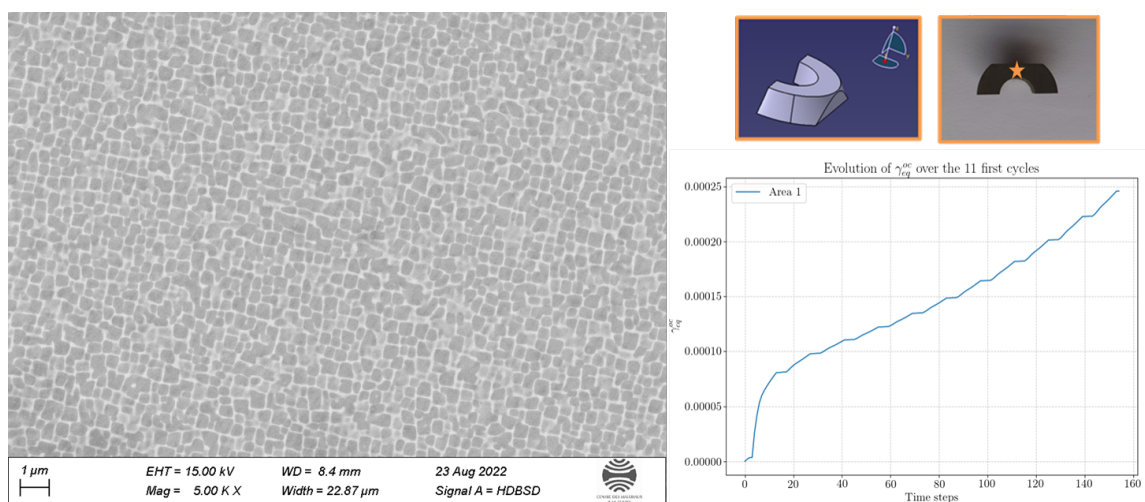 1 µm
EHT = 15.00 kV
WD = 8.4 mm
23 Aug 2022
Mag = 5.00 K X
Width = 22.87 µm
Signal A = HDBSD
Evolution of γ_eq^oc over the 11 first cycles
Area 1
0.00025
0.00020
0.00015
0.00010
0.00005
0.00000
γ_eq^oc
0 20 40 60 80 100 120 140 160
Time steps